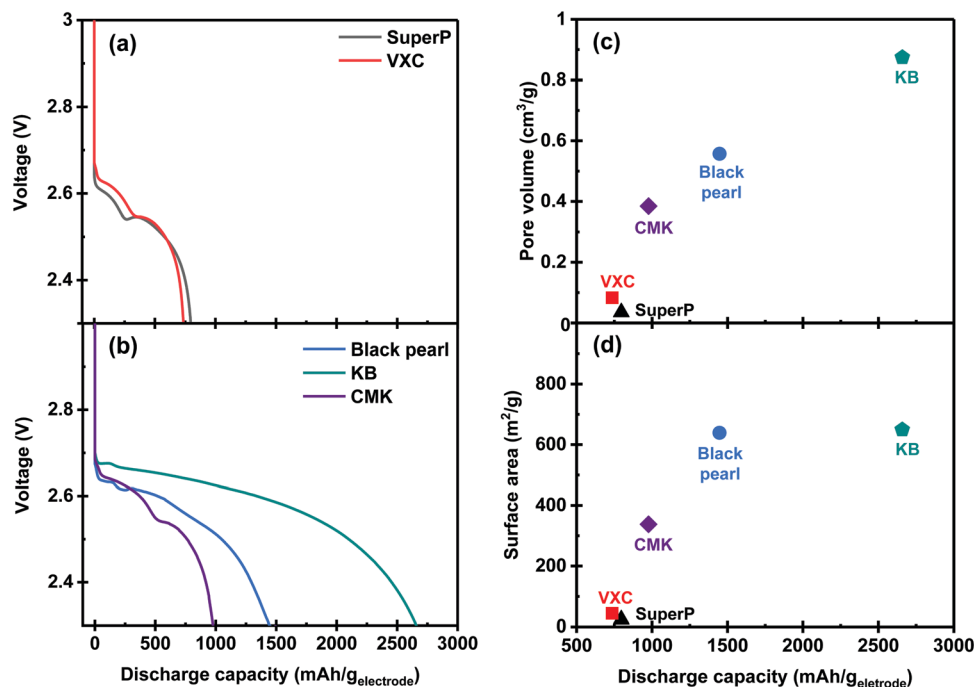 (a)
SuperP
VXC
3
2.8
2.6
2.4
Voltage (V)
(b)
Black pearl
KB
CMK
2.8
2.6
2.4
Voltage (V)
0 500 1000 1500 2000 2500 3000
Discharge capacity (mAh/gelectrode)
(c)
1
0.8
0.6
0.4
0.2
0
Pore volume (cm³/g)
KB
Black
pearl
CMK
VXC
SuperP
(d)
800
600
400
200
0
Surface area (m²/g)
Black
pearl
KB
CMK
VXC
SuperP
500 1000 1500 2000 2500 3000
Discharge capacity (mAh/geletrode)